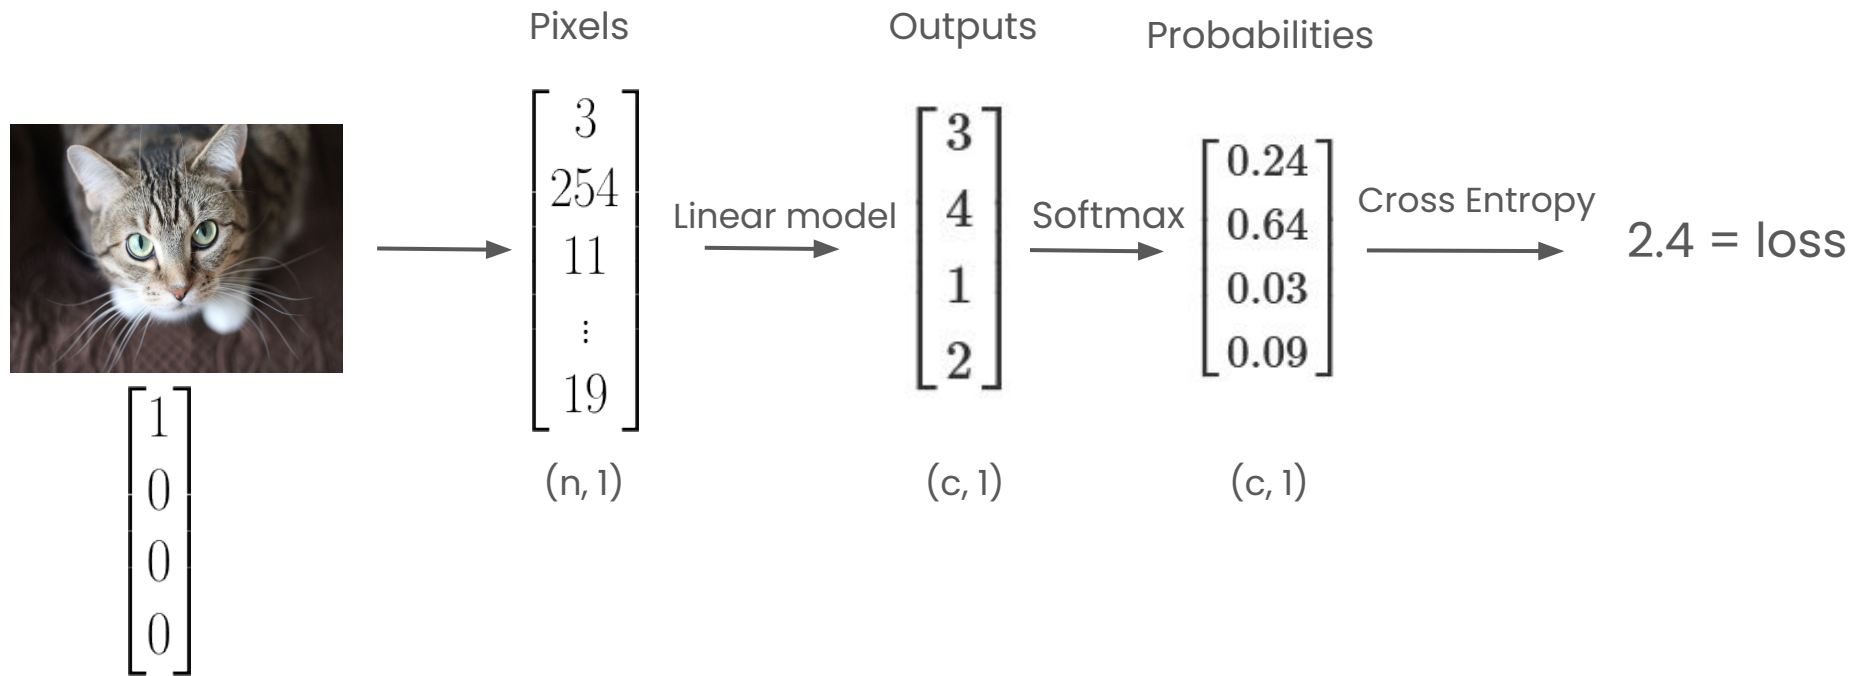 Pixels
Outputs
Probabilities
3
254
11
⋮
19
Linear model
3
4
1
2
Softmax
0.24
0.64
0.03
0.09
Cross Entropy
2.4 = loss
1
0
0
0
(n, 1)
(c, 1)
(c, 1)